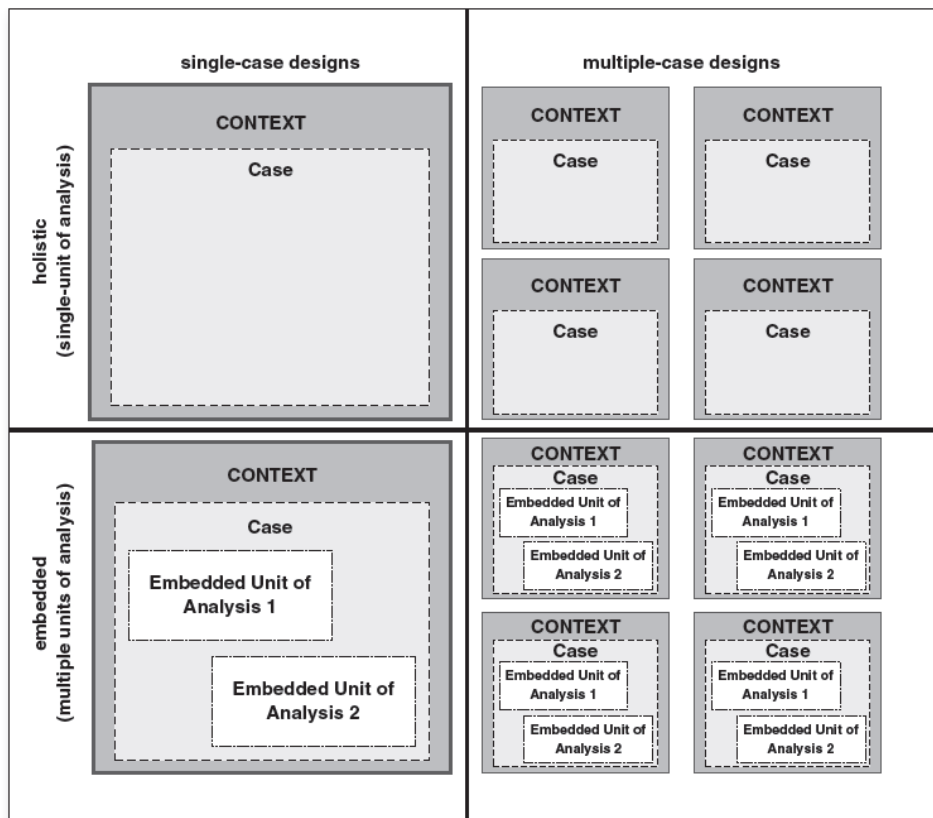 single-case designs
multiple-case designs
holistic
(single-unit of analysis)
CONTEXT
Case
CONTEXT
Case
CONTEXT
Case
CONTEXT
Case
CONTEXT
Case
embedded
(multiple units of analysis)
CONTEXT
Case
Embedded Unit of
Analysis 1
Embedded Unit of
Analysis 2
CONTEXT
Case
Embedded Unit of
Analysis 1
Embedded Unit of
Analysis 2
CONTEXT
Case
Embedded Unit of
Analysis 1
Embedded Unit of
Analysis 2
CONTEXT
Case
Embedded Unit of
Analysis 1
Embedded Unit of
Analysis 2
CONTEXT
Case
Embedded Unit of
Analysis 1
Embedded Unit of
Analysis 2